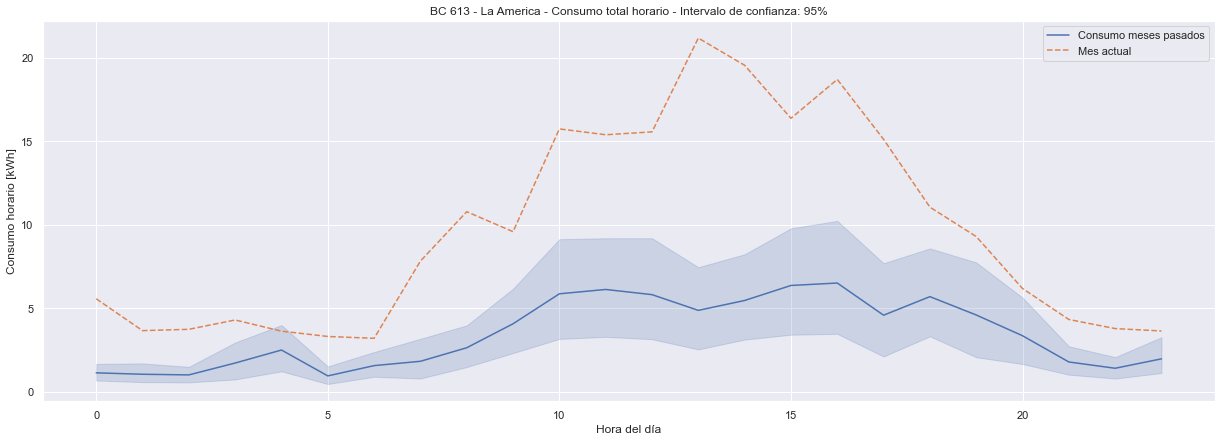 BC 613 - La America - Consumo total horario - Intervalo de confianza: 95%
Consumo meses pasados
Mes actual
Consumo horario [kWh]
20
15
10
5
0
0 5 10 15 20
Hora del día